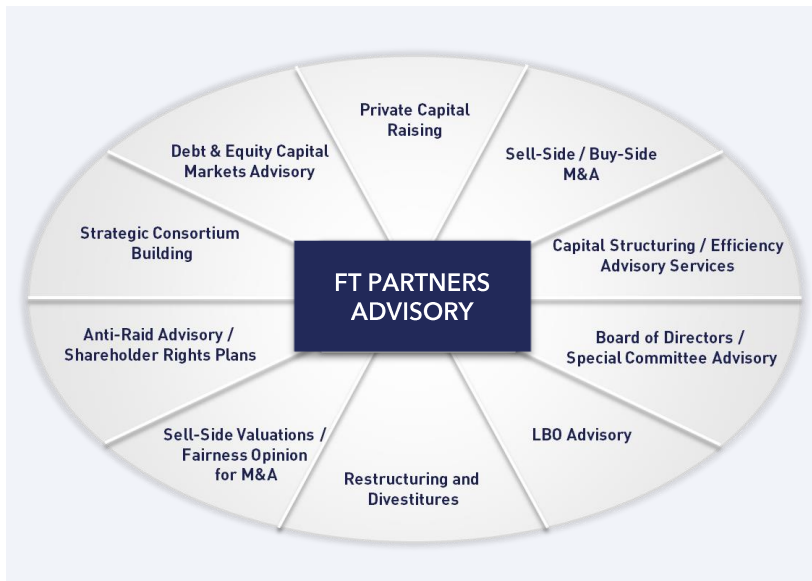 Private Capital
Raising
Sell-Side / Buy-Side
M&A
Capital Structuring / Efficiency
Advisory Services
Board of Directors /
Special Committee Advisory
LBO Advisory
Restructuring and
Divestitures
Sell-Side Valuations /
Fairness Opinion
for M&A
Anti-Raid Advisory /
Shareholder Rights Plans
Strategic Consortium
Building
Debt & Equity Capital
Markets Advisory
FT PARTNERS
ADVISORY